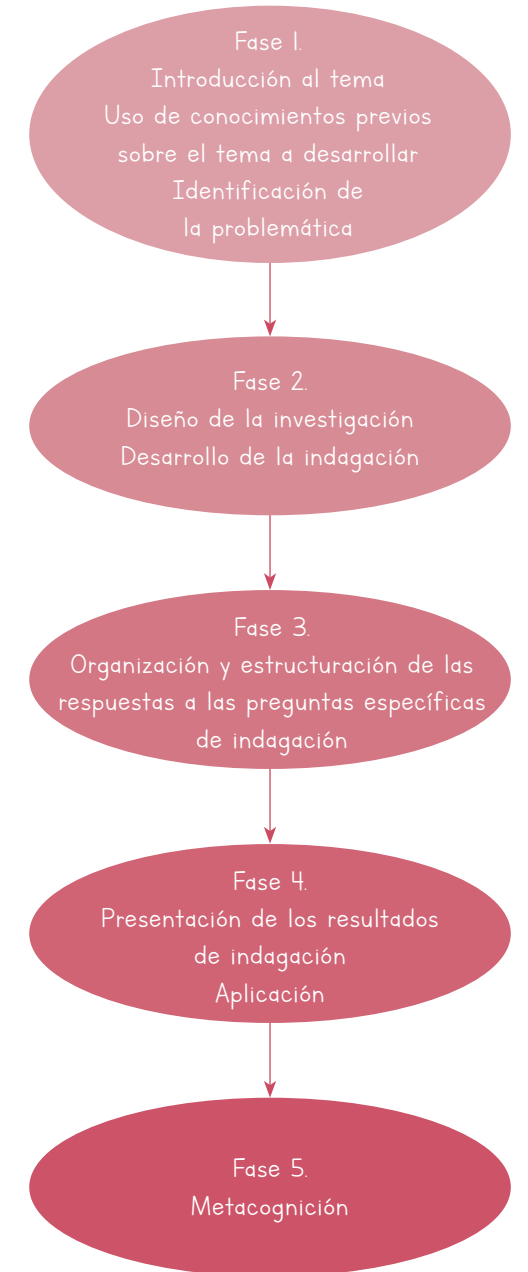 Fase 1.
Introducción al tema
Uso de conocimientos previos
sobre el tema a desarrollar
Identificación de
la problemática
Fase 2.
Diseño de la investigación
Desarrollo de la indagación
Fase 3.
Organización y estructuración de las
respuestas a las preguntas específicas
de indagación
Fase 4.
Presentación de los resultados
de indagación
Aplicación
Fase 5.
Metacognición